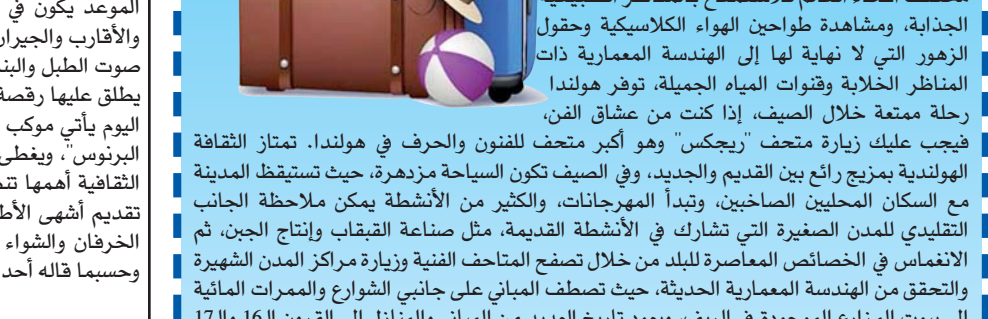 الجذابة، ومشاهدة طواحين الهواء الكلاسيكية وحقول
الزهور التي لا نهاية لها إلى الهندسة المعمارية ذات
المناظر الخلابة وقنوات المياه الجميلة، توفر هولندا
رحلة ممتعة خلال الصيف، إذا كنت من عشاق الفن،
فيجب عليك زيارة متحف "ريجكس" وهو أكبر متحف للفنون والحرف في هولندا. تمتاز الثقافة
الهولندية بمزيج رائع بين القديم والجديد، وفي الصيف تكون السياحة مزدهرة، حيث تستيقظ المدينة
مع السكان المحليين الصاخبين، وتبدأ المهرجانات، والكثير من الأنشطة يمكن ملاحظة الجانب
التقليدي للمدن الصغيرة التي تشارك في الأنشطة القديمة، مثل صناعة القبقاب وإنتاج الجبن، ثم
الانغماس في الخصائص المعاصرة للبلد من خلال تصفح المتاحف الفنية وزيارة مراكز المدن الشهيرة
والتحقق من الهندسة المعمارية الحديثة، حيث تصطف المباني على جانبي الشوارع والممرات المائية
الموعد يكون في
والأقارب والجيران
صوت الطبل والبن
يطلق عليها رقصة
اليوم يأتي موكب
البرنوس"، ويغطى
الثقافية أهمها تن
تقديم أشهى الأط
الخرفان والشواء
وحسبما قاله أحد